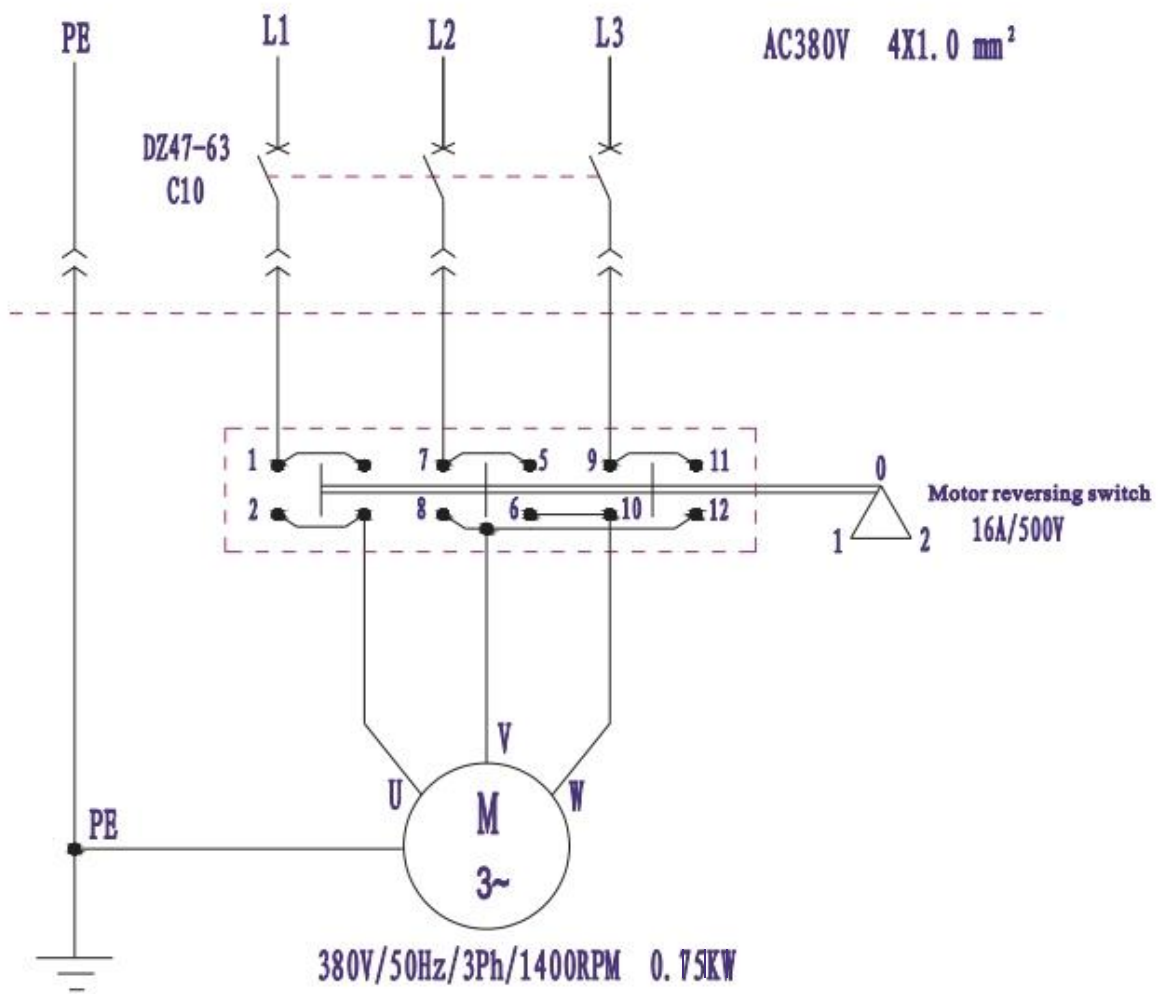 PE L1 L2 L3 AC380V 4X1.0 mm²
DZ47-63
C10
1 7 5 9 11 0
2 8 6 10 12
Motor reversing switch
16A/500V
1 2
V
U W
M
3~
PE
380V/50Hz/3Ph/1400RPM 0.75KW